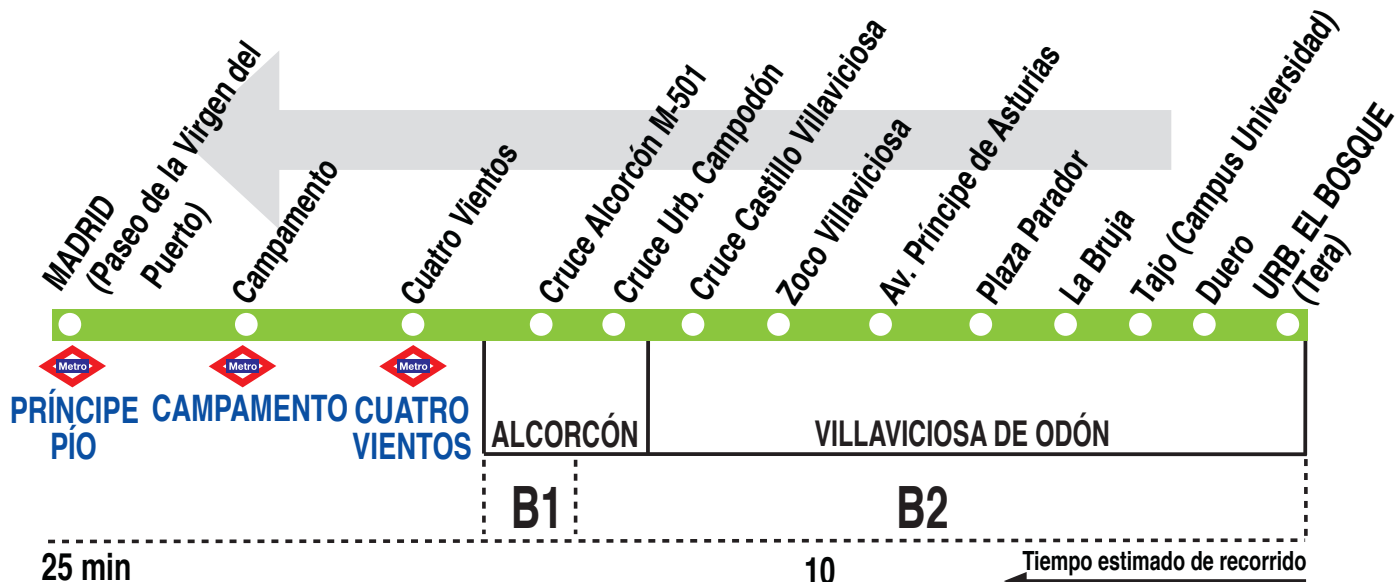 MADRID
(Paseo de la Virgen del
Puerto)
Campamento
Cuatro Vientos
Cruce Alcorcón M-501
Cruce Urb. Campodón
Cruce Castillo Villaviciosa
Zoco Villaviciosa
Av. Príncipe de Asturias
Plaza Parador
La Bruja
Tajo (Campus Universidad)
Duero
URB. EL BOSQUE
(Tera)
Metro
Metro
Metro
PRÍNCIPE
PÍO
CAMPAMENTO
CUATRO
VIENTOS
ALCORCÓN
VILLAVICIOSA DE ODÓN
B1
B2
25 min
10
Tiempo estimado de recorrido